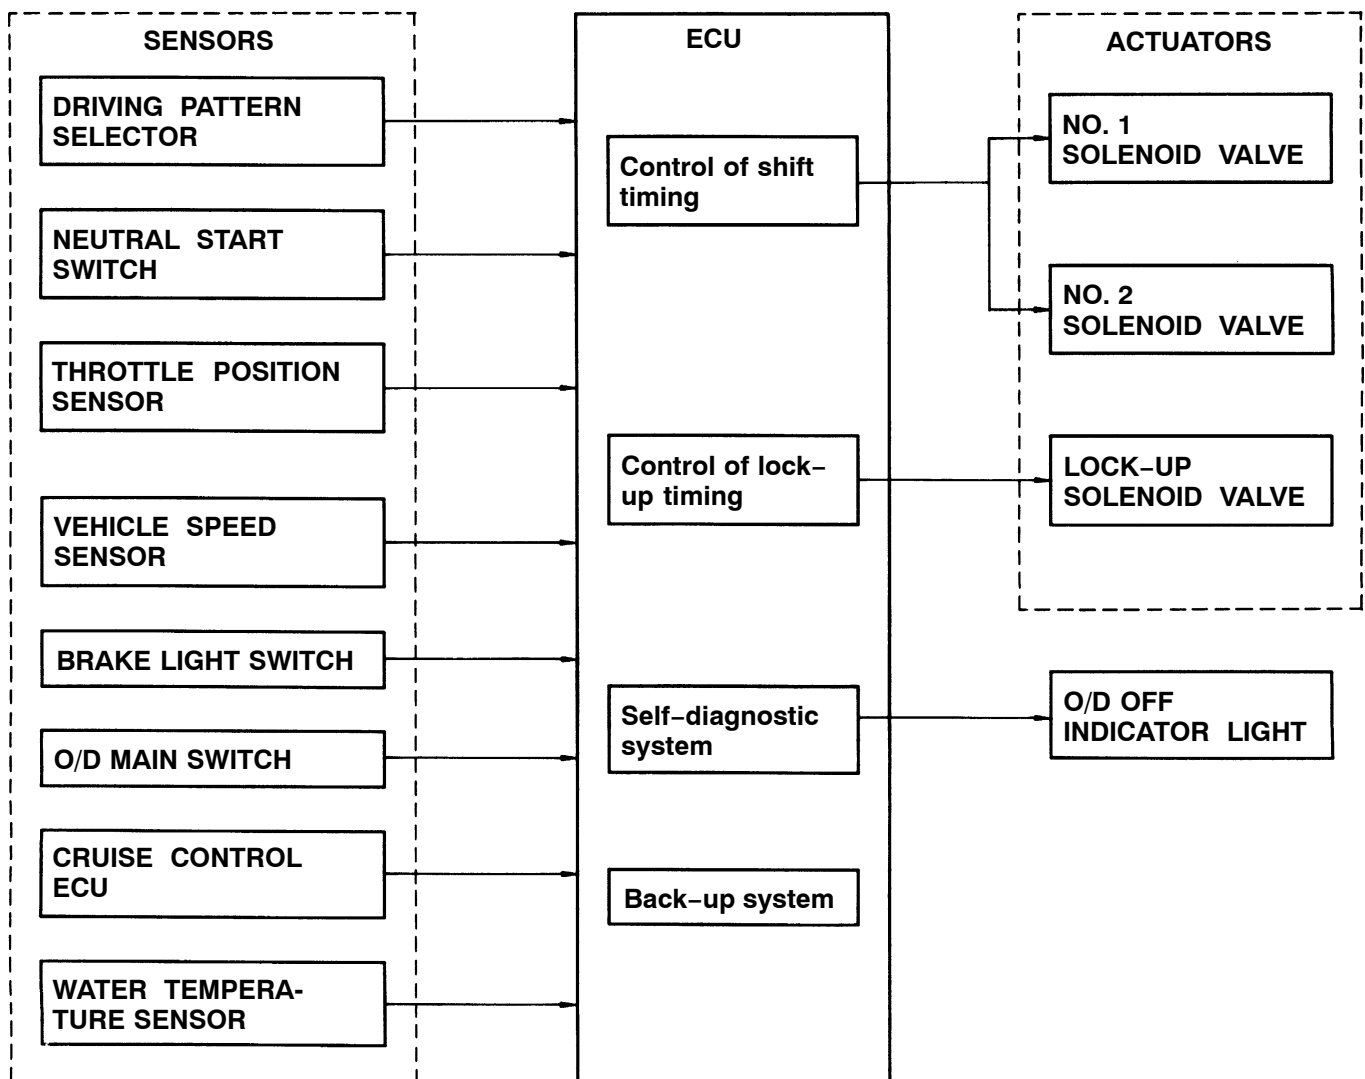 SENSORS
DRIVING PATTERN
SELECTOR
NEUTRAL START
SWITCH
THROTTLE POSITION
SENSOR
VEHICLE SPEED
SENSOR
BRAKE LIGHT SWITCH
O/D MAIN SWITCH
CRUISE CONTROL
ECU
WATER TEMPERA-
TURE SENSOR
ECU
Control of shift
timing
Control of lock–
up timing
Self–diagnostic
system
Back–up system
ACTUATORS
NO. 1
SOLENOID VALVE
NO. 2
SOLENOID VALVE
LOCK–UP
SOLENOID VALVE
O/D OFF
INDICATOR LIGHT